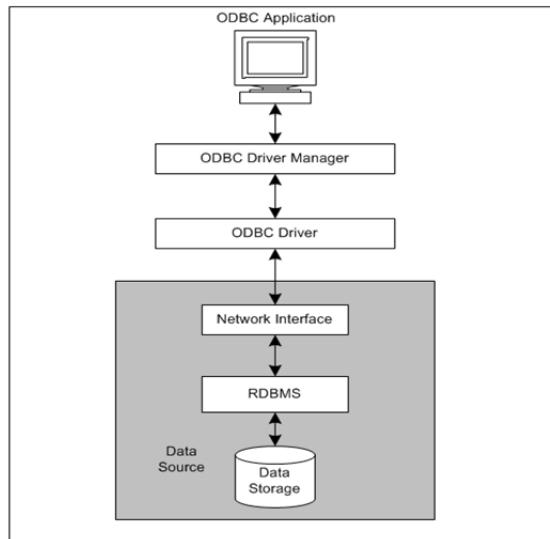 ODBC Application
ODBC Driver Manager
ODBC Driver
Network Interface
RDBMS
Data
Source
Data
Storage